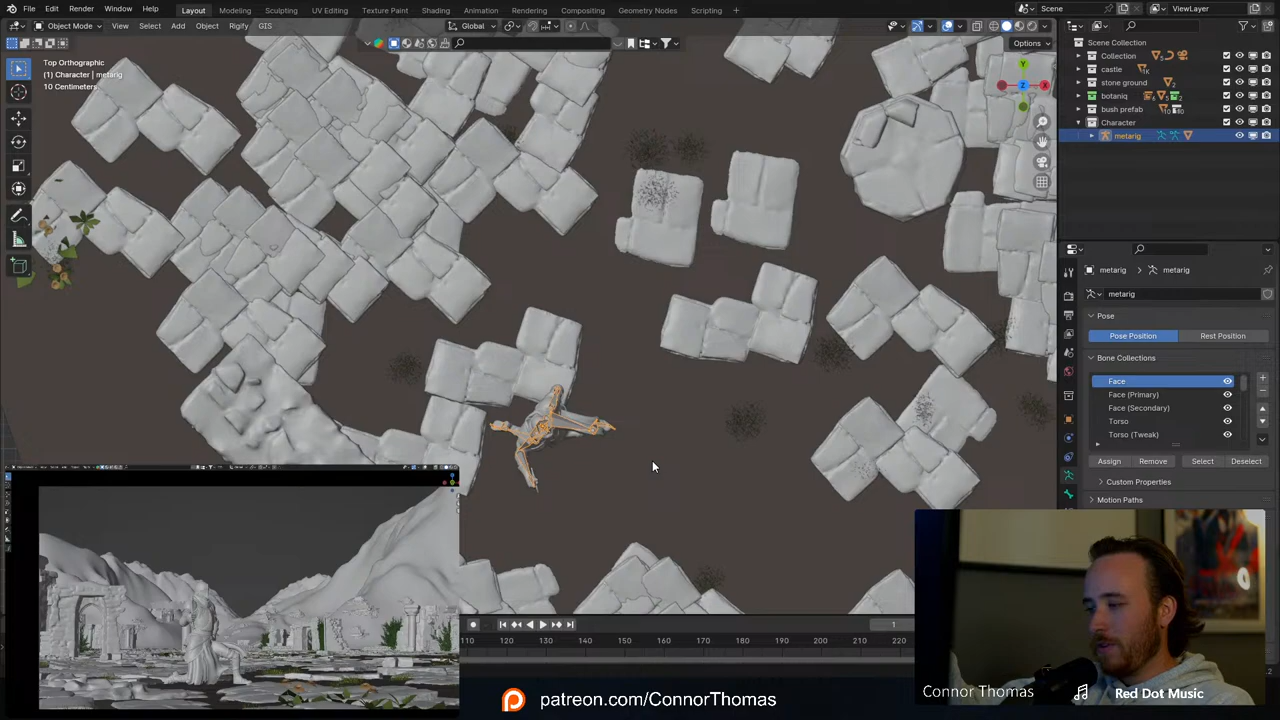 File Edit Render Window Help Layout Modeling Sculpting UV Editing Texture Paint Shading Animation Rendering Compositing Geometry Nodes Scripting Scene ViewLayer
Object Mode View Select Add Object Rigify GIS Global
Options
Top Orthographic
(1) Character | metarig
10 Centimeters
Y
X
Z
Scene Collection
Collection
castle
stone ground
botaniq
bush prefab
Character
metarig
metarig metarig
metarig
Pose
Pose Position Rest Position
Bone Collections
Face
Face (Primary)
Face (Secondary)
Torso
Torso (Tweak)
Assign Remove Select Deselect
Custom Properties
Motion Paths
1
110 120 130 140 150 160 170 180 190 200 210 220
patreon.com/ConnorThomas
Connor Thomas Red Dot Music